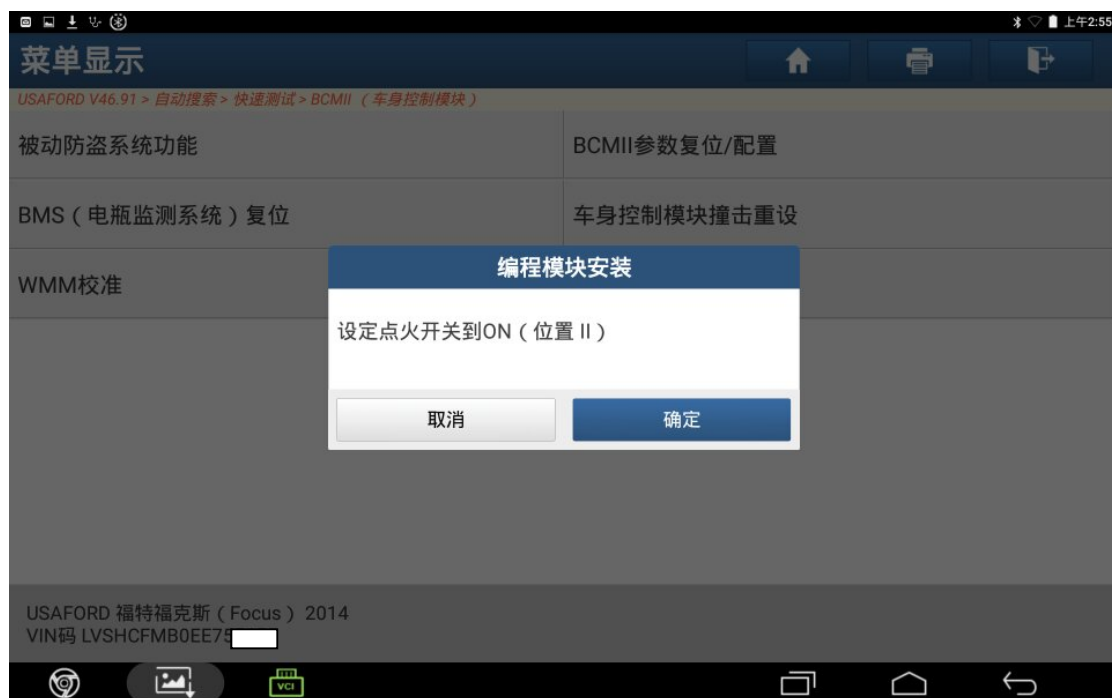 上午2:55
菜单显示
USAFORD V46.91 > 自动搜索 > 快速测试 > BCMII （车身控制模块）
被动防盗系统功能
BCMII参数复位/配置
BMS（电瓶监测系统）复位
车身控制模块撞击重设
WMM校准
编程模块安装
设定点火开关到ON（位置 II）
取消
确定
USAFORD 福特福克斯（Focus） 2014
VIN码 LVSHCFMB0EE75
VCI